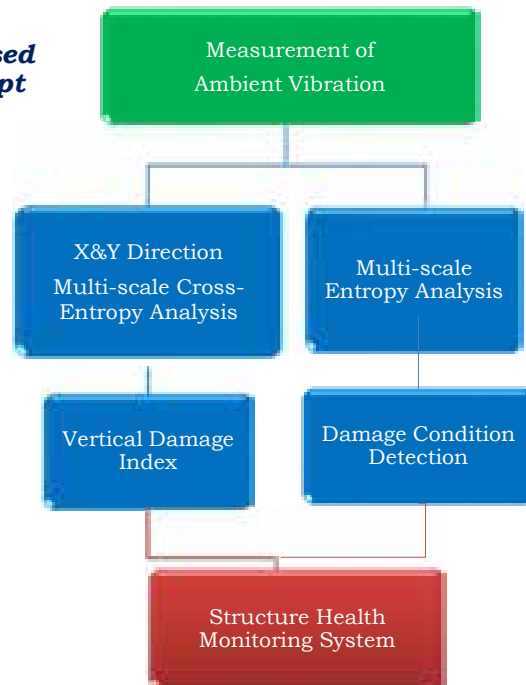 Measurement of
Ambient Vibration
X&Y Direction
Multi-scale Cross-
Entropy Analysis
Multi-scale
Entropy Analysis
Vertical Damage
Index
Damage Condition
Detection
Structure Health
Monitoring System